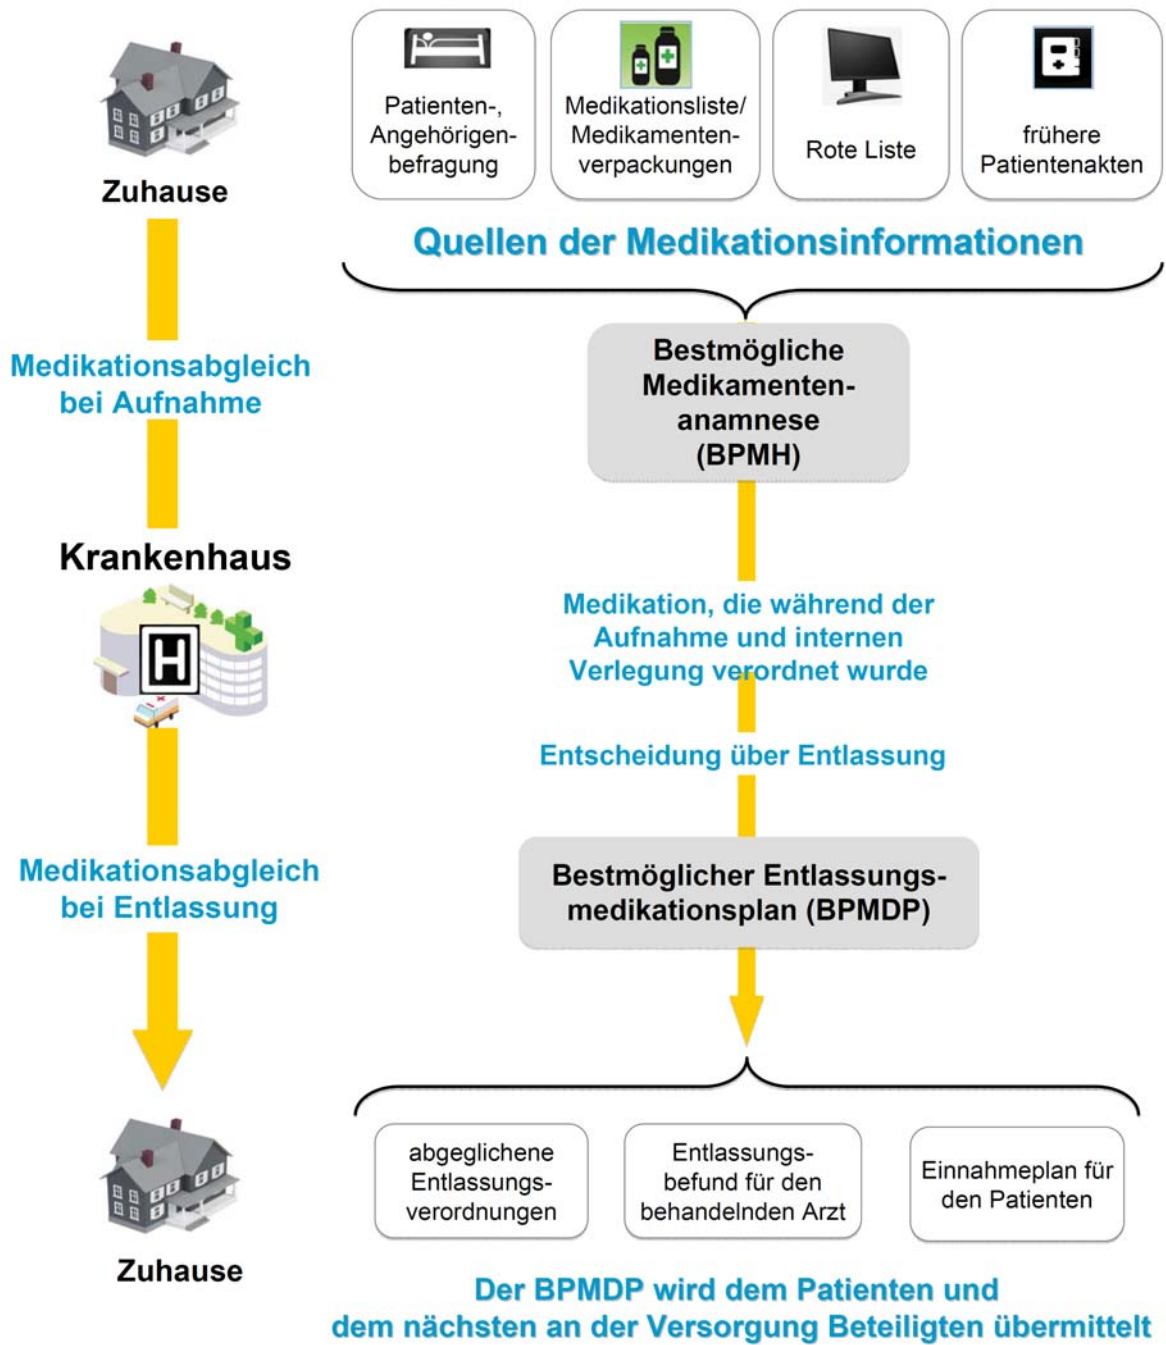 Patienten-,
Angehörigen-
befragung
Medikationsliste/
Medikamenten-
verpackungen
Rote Liste
frühere
Patientenakten
Zuhause
Quellen der Medikationsinformationen
Medikationsabgleich
bei Aufnahme
Bestmögliche
Medikamenten-
anamnese
(BPMH)
Krankenhaus
H
Medikation, die während der
Aufnahme und internen
Verlegung verordnet wurde
Entscheidung über Entlassung
Medikationsabgleich
bei Entlassung
Bestmöglicher Entlassungs-
medikationsplan (BPMDP)
abgeglichene
Entlassungs-
verordnungen
Entlassungs-
befund für den
behandelnden Arzt
Einnahmeplan für
den Patienten
Zuhause
Der BPMDP wird dem Patienten und
dem nächsten an der Versorgung Beteiligten übermittelt